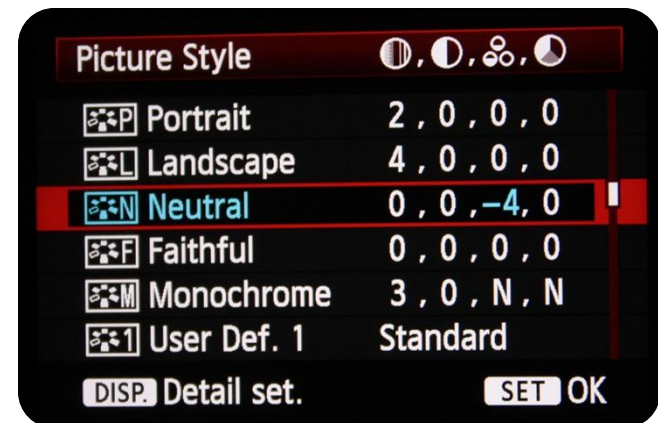 Picture Style
P Portrait 2 , 0 , 0 , 0
L Landscape 4 , 0 , 0 , 0
N Neutral 0 , 0 , -4, 0
F Faithful 0 , 0 , 0 , 0
M Monochrome 3 , 0 , N , N
1 User Def. 1 Standard
DISP. Detail set. SET OK